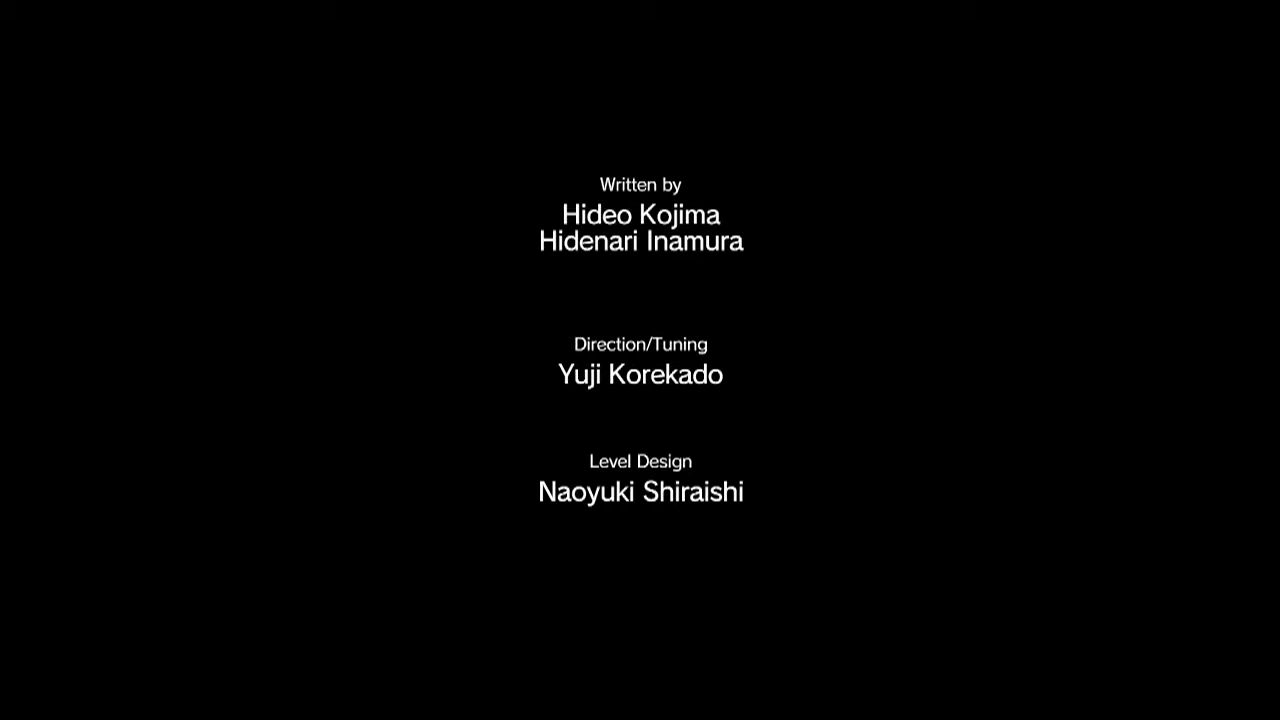 Written by
Hideo Kojima
Hidenari Inamura
Direction/Tuning
Yuji Korekado
Level Design
Naoyuki Shiraishi